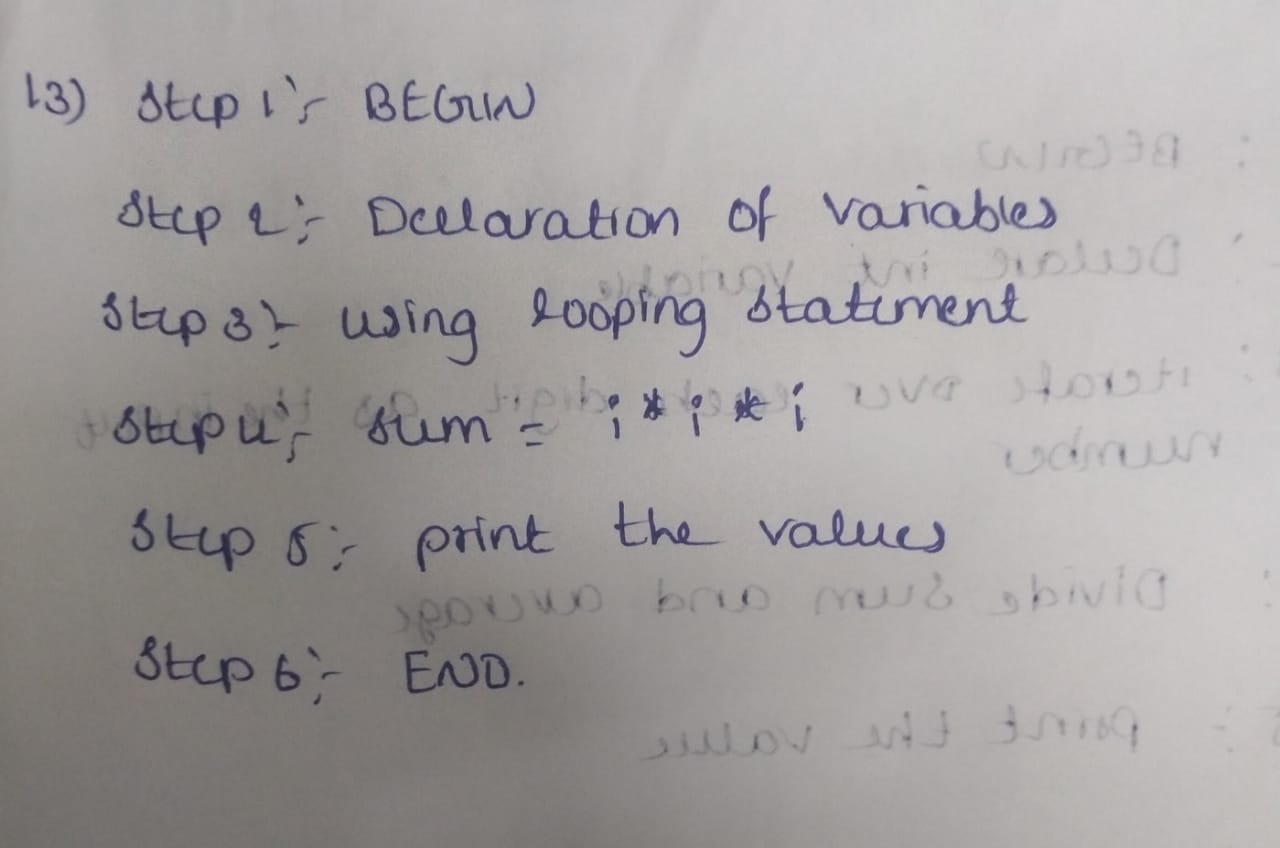 13) Step 1:- BEGIN
Step 2:- Declaration of variables
Step 3:- using looping statement
Step 4:- sum = i * i * i
Step 5:- print the values
Step 6:- END.